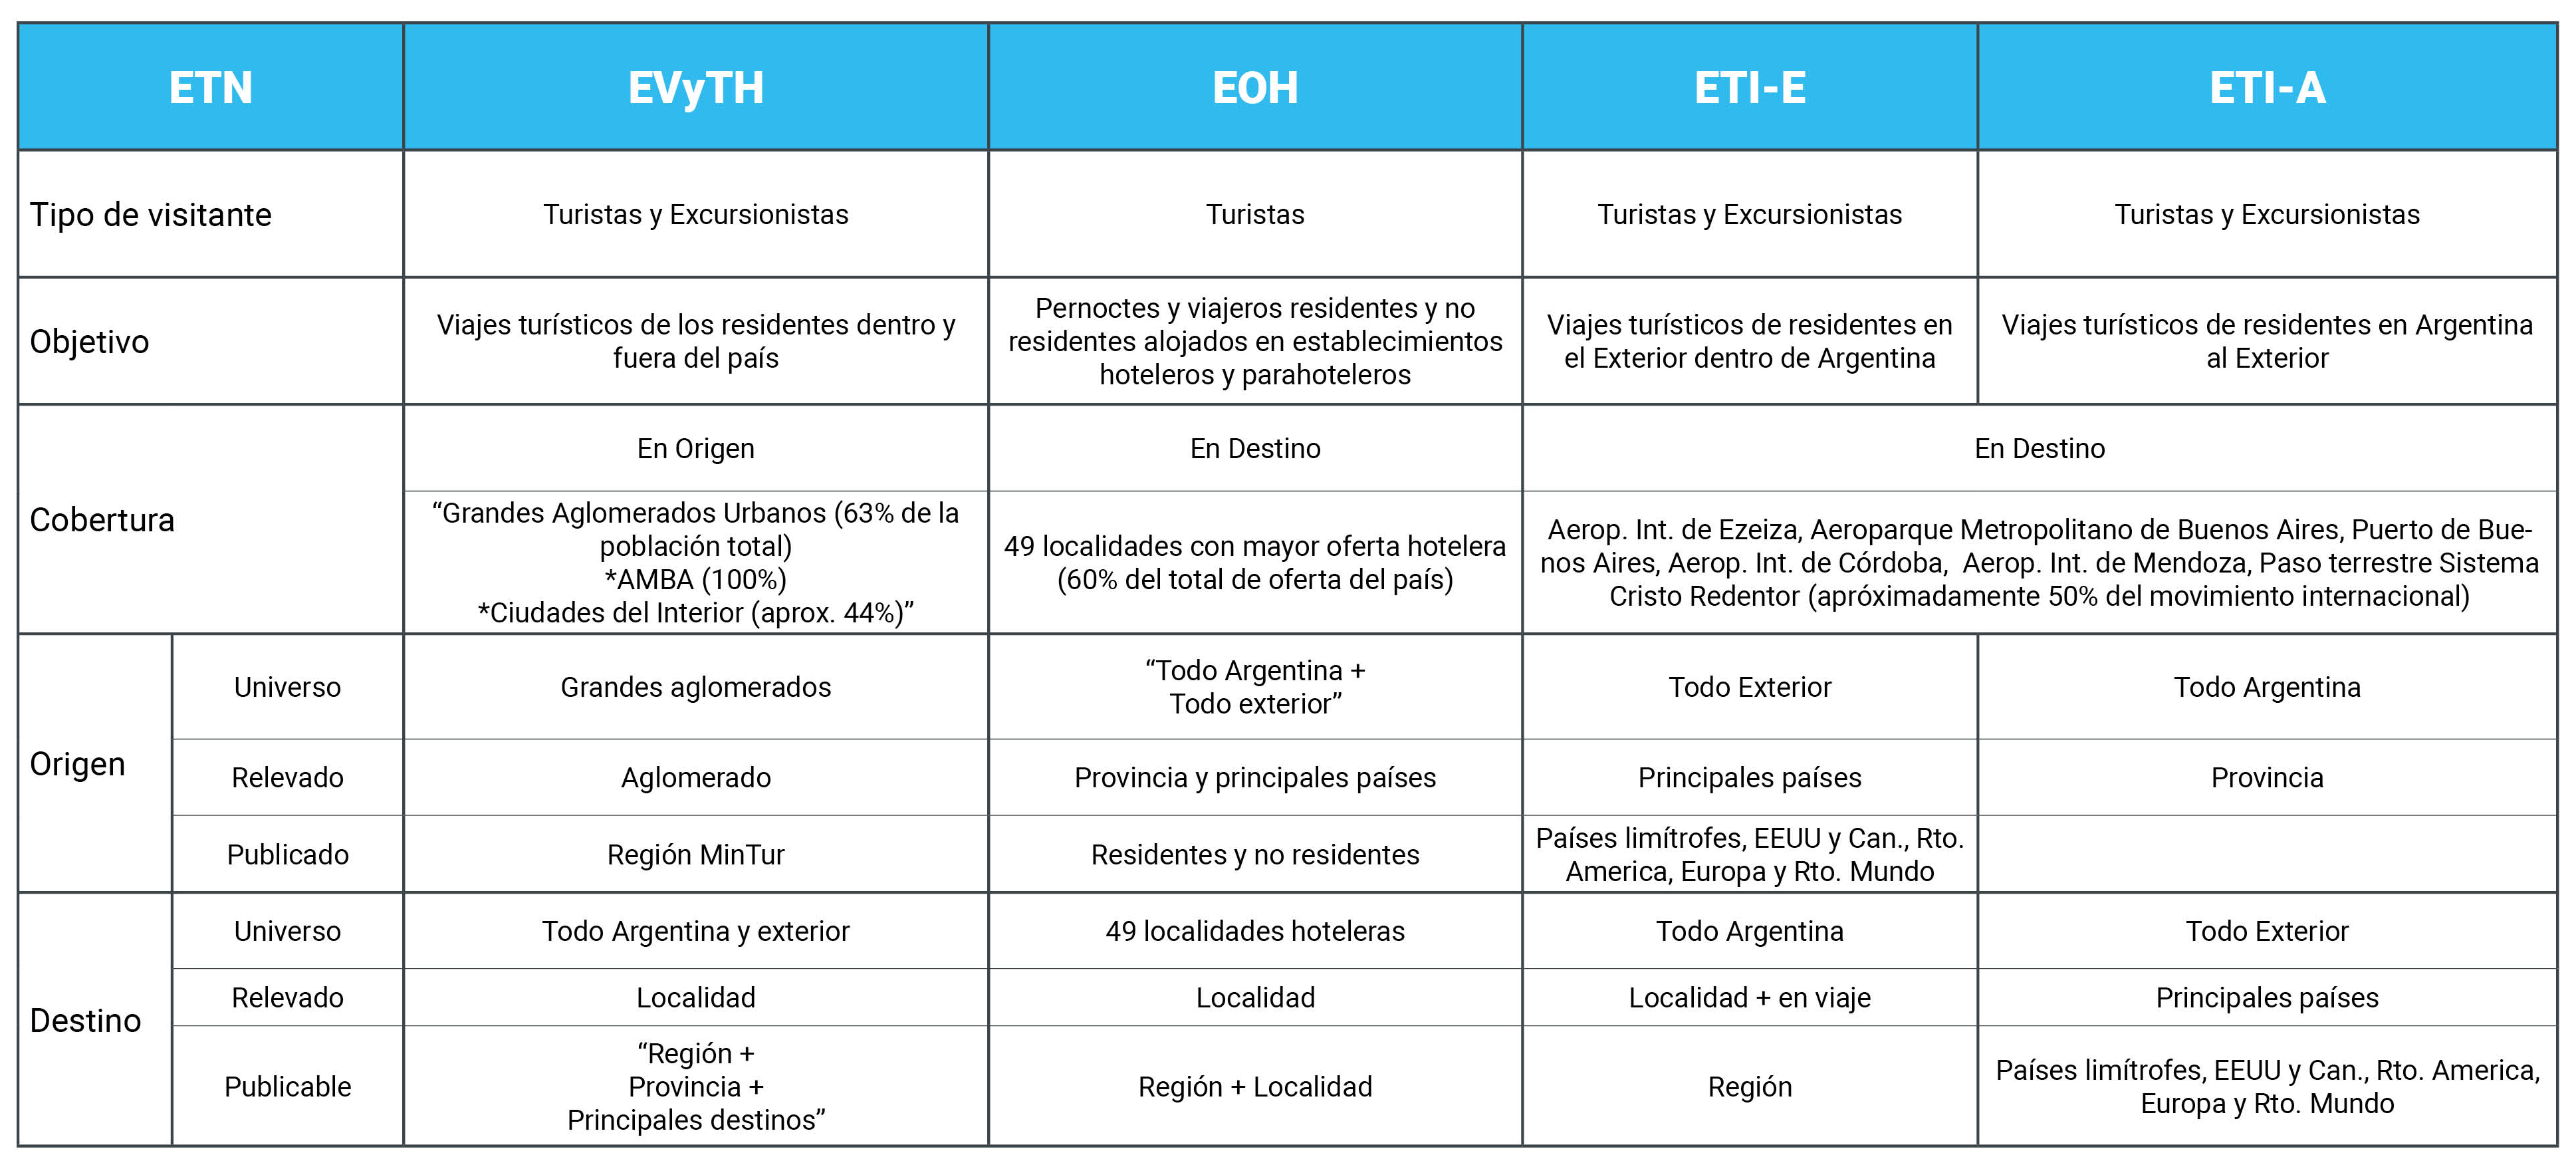 ETN
EVyTH
EOH
ETI-E
ETI-A
Tipo de visitante
Turistas y Excursionistas
Turistas
Turistas y Excursionistas
Turistas y Excursionistas
Objetivo
Viajes turísticos de los residentes dentro y
fuera del país
Pernoctes y viajeros residentes y no
residentes alojados en establecimientos
hoteleros y parahoteleros
Viajes turísticos de residentes en
el Exterior dentro de Argentina
Viajes turísticos de residentes en Argentina
al Exterior
Cobertura
En Origen
En Destino
En Destino
“Grandes Aglomerados Urbanos (63% de la
población total)
*AMBA (100%)
*Ciudades del Interior (aprox. 44%)”
49 localidades con mayor oferta hotelera
(60% del total de oferta del país)
Aerop. Int. de Ezeiza, Aeroparque Metropolitano de Buenos Aires, Puerto de Bue-
nos Aires, Aerop. Int. de Córdoba,  Aerop. Int. de Mendoza, Paso terrestre Sistema
Cristo Redentor (apróximadamente 50% del movimiento internacional)
Origen
Universo
Grandes aglomerados
“Todo Argentina +
Todo exterior”
Todo Exterior
Todo Argentina
Relevado
Aglomerado
Provincia y principales países
Principales países
Provincia
Publicado
Región MinTur
Residentes y no residentes
Países limítrofes, EEUU y Can., Rto.
America, Europa y Rto. Mundo
Destino
Universo
Todo Argentina y exterior
49 localidades hoteleras
Todo Argentina
Todo Exterior
Relevado
Localidad
Localidad
Localidad + en viaje
Principales países
Publicable
“Región +
Provincia +
Principales destinos”
Región + Localidad
Región
Países limítrofes, EEUU y Can., Rto. America,
Europa y Rto. Mundo